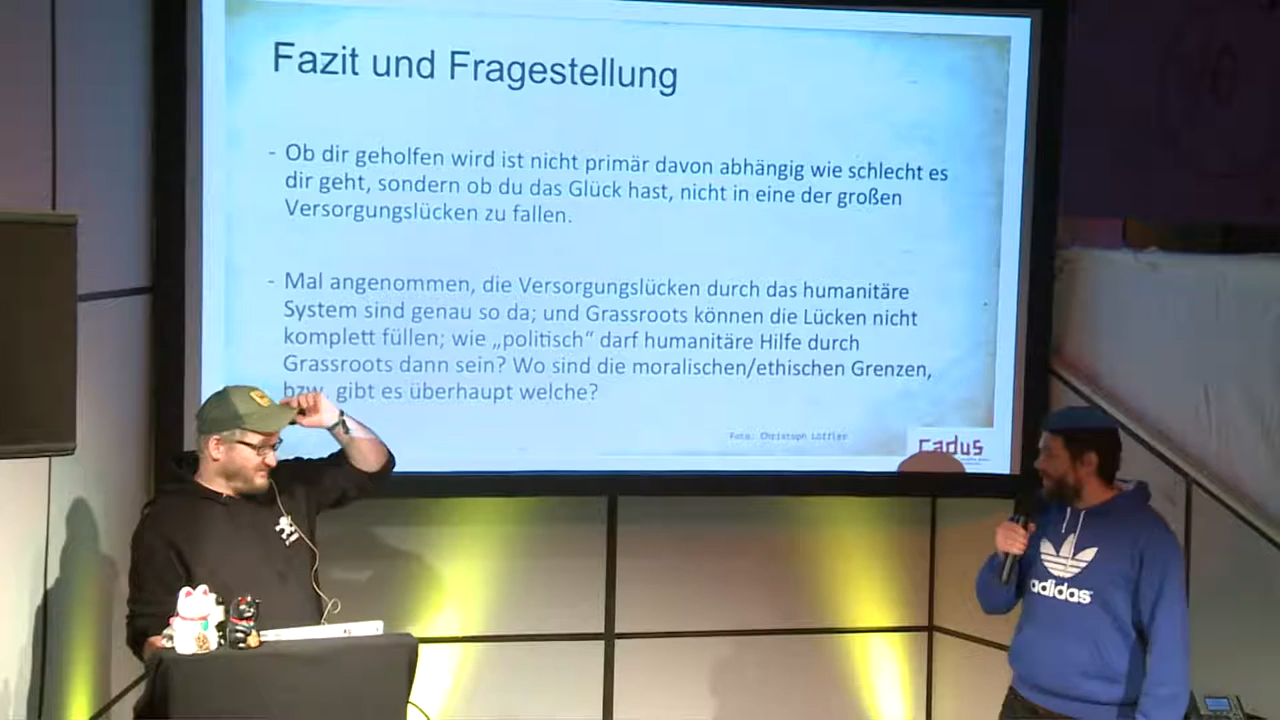 Fazit und Fragestellung
- Ob dir geholfen wird ist nicht primär davon abhängig wie schlecht es
dir geht, sondern ob du das Glück hast, nicht in eine der großen
Versorgungslücken zu fallen.
- Mal angenommen, die Versorgungslücken durch das humanitäre
System sind genau so da; und Grassroots können die Lücken nicht
komplett füllen; wie „politisch“ darf humanitäre Hilfe durch
Grassroots dann sein? Wo sind die moralischen/ethischen Grenzen,
bzw. gibt es überhaupt welche?
Foto: Christoph Löffler
cadus
adidas